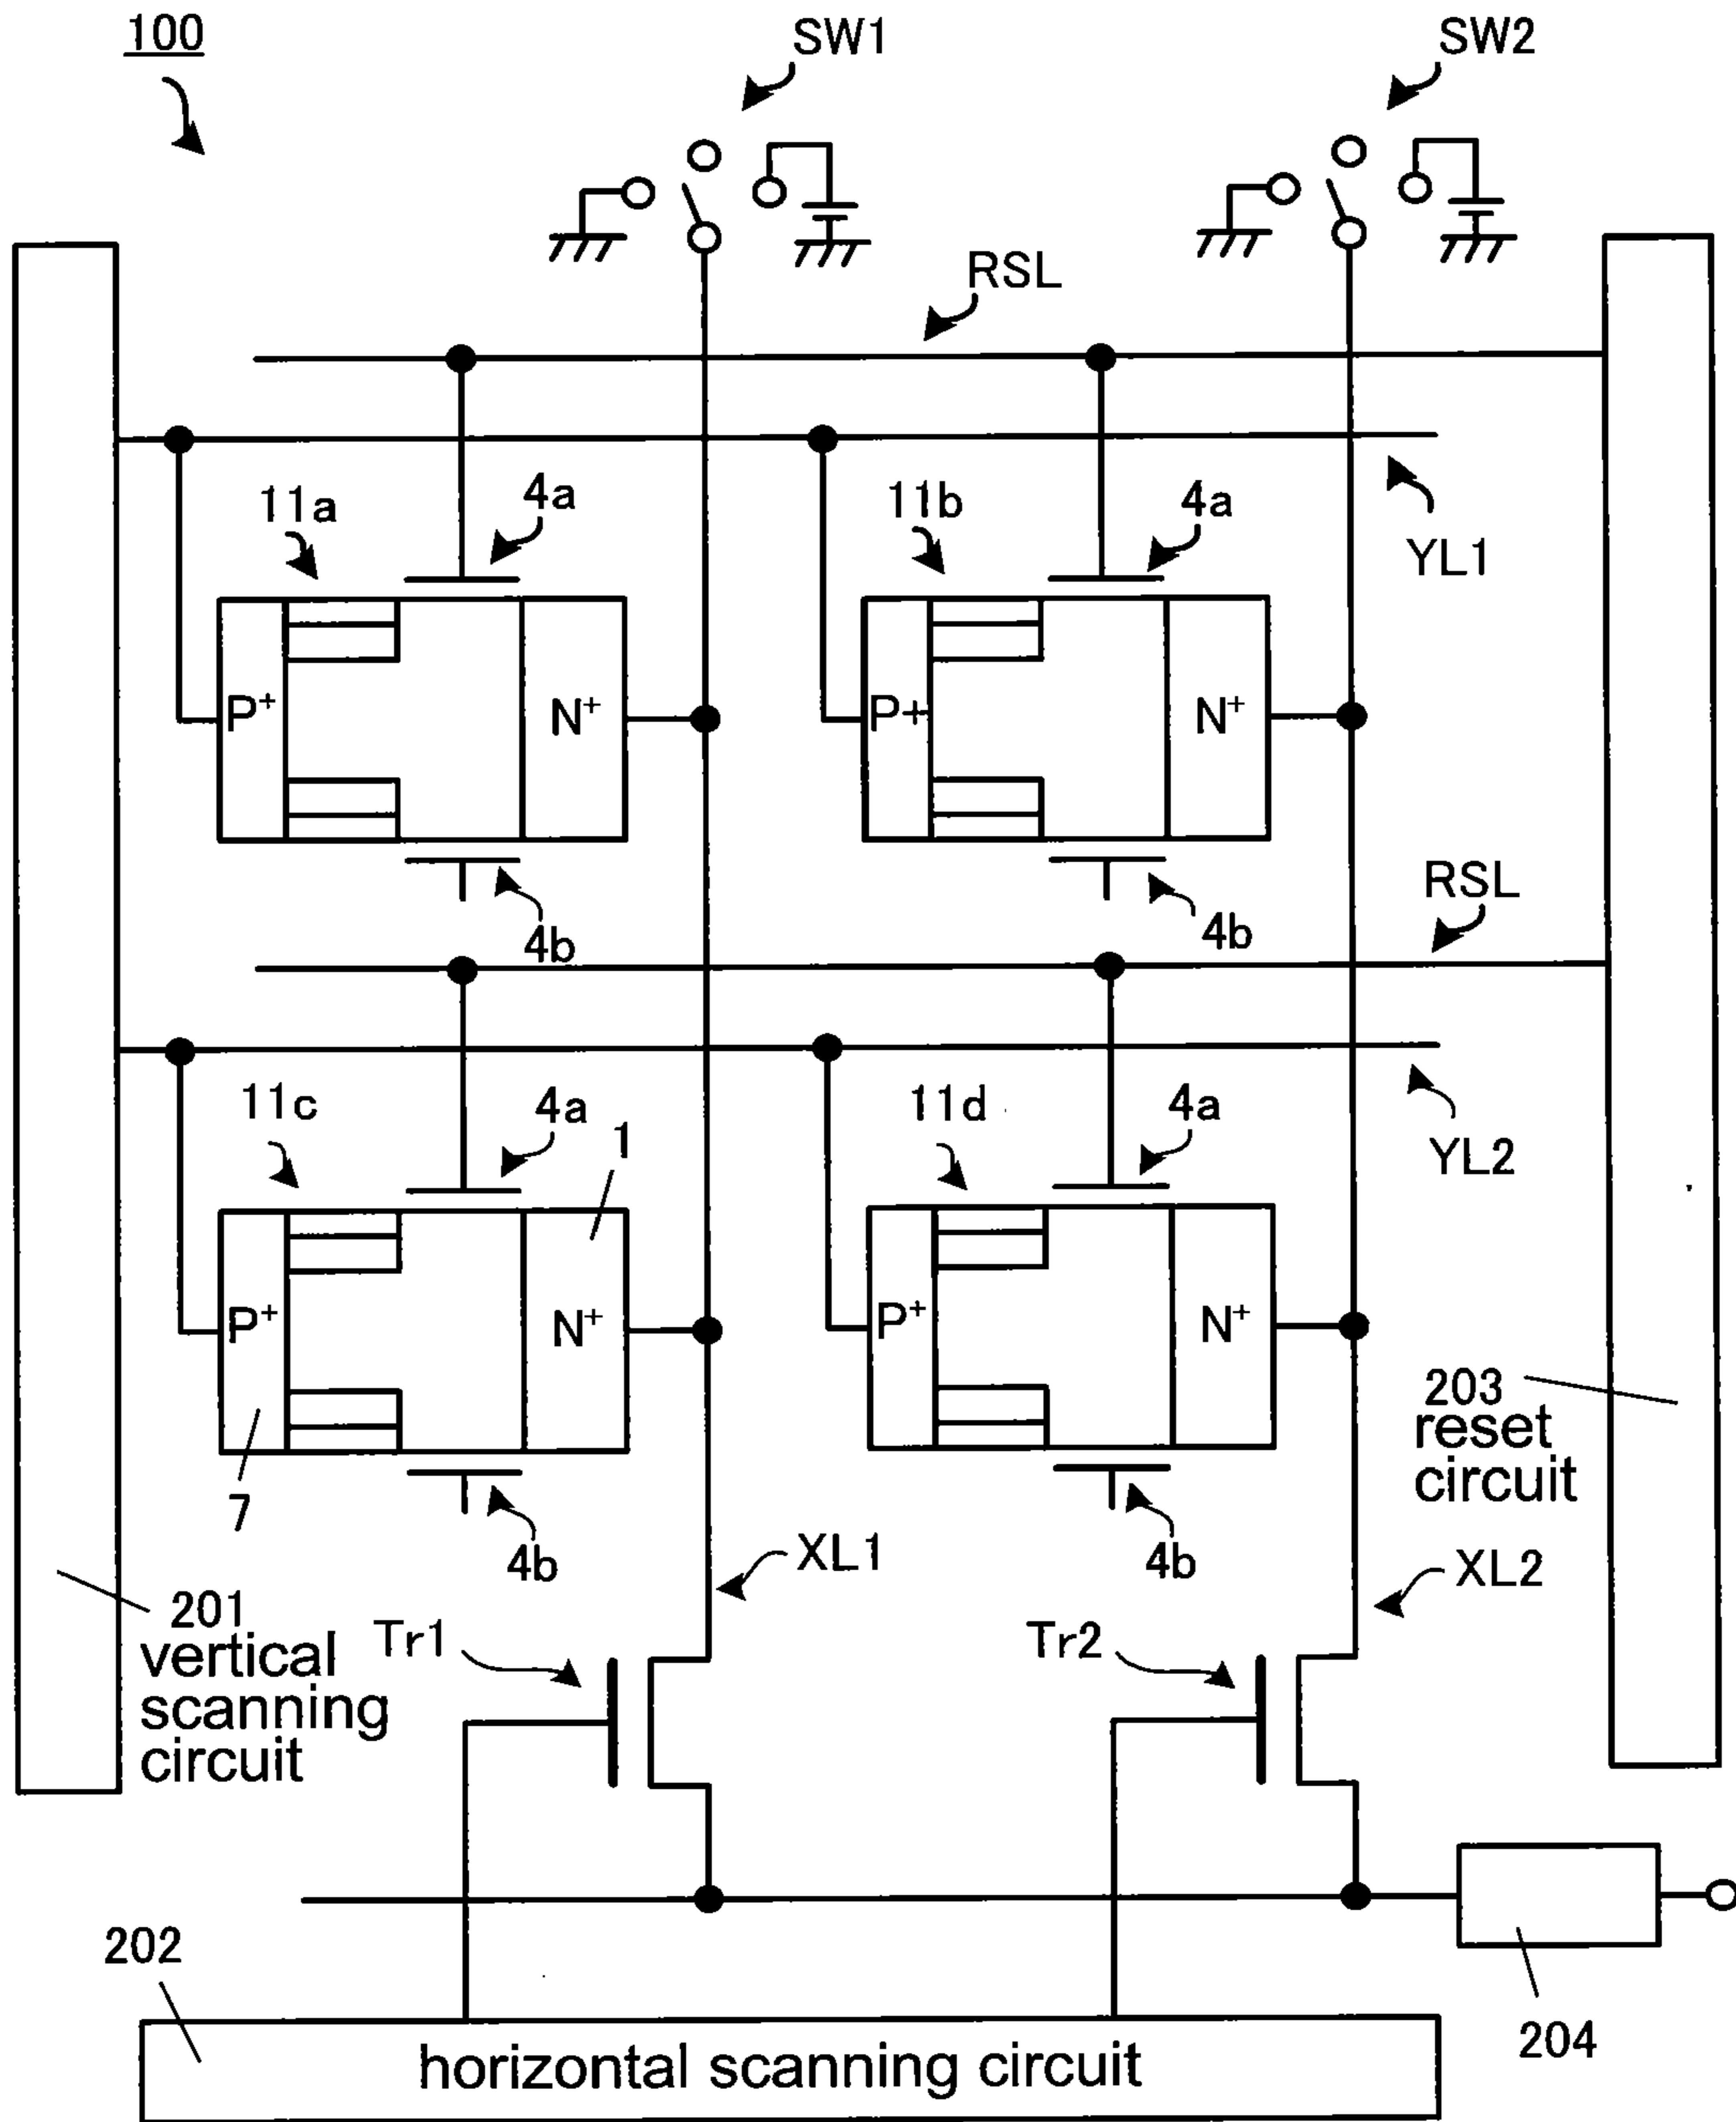 100
SW1
SW2
RSL
11a
4a
11b
4a
YL1
P⁺
N⁺
P+
N⁺
4b
4b
RSL
11c
4a
1
11d
4a
YL2
P⁺
N⁺
P⁺
N⁺
203
reset
circuit
7
4b
4b
XL1
XL2
201
vertical
scanning
circuit
Tr1
Tr2
202
204
horizontal scanning circuit